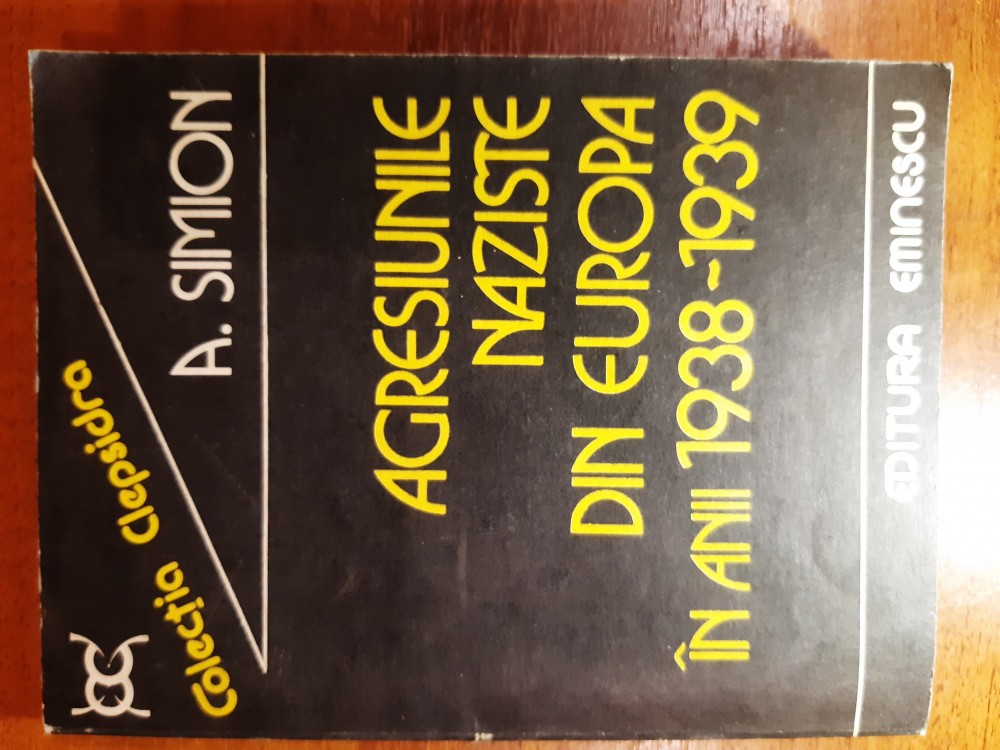 Colecția Clepsidra
A. SIMION
AGRESIUNILE
NAZISTE
DIN EUROPA
ÎN ANII 1938-1939
EDITURA EMINESCU